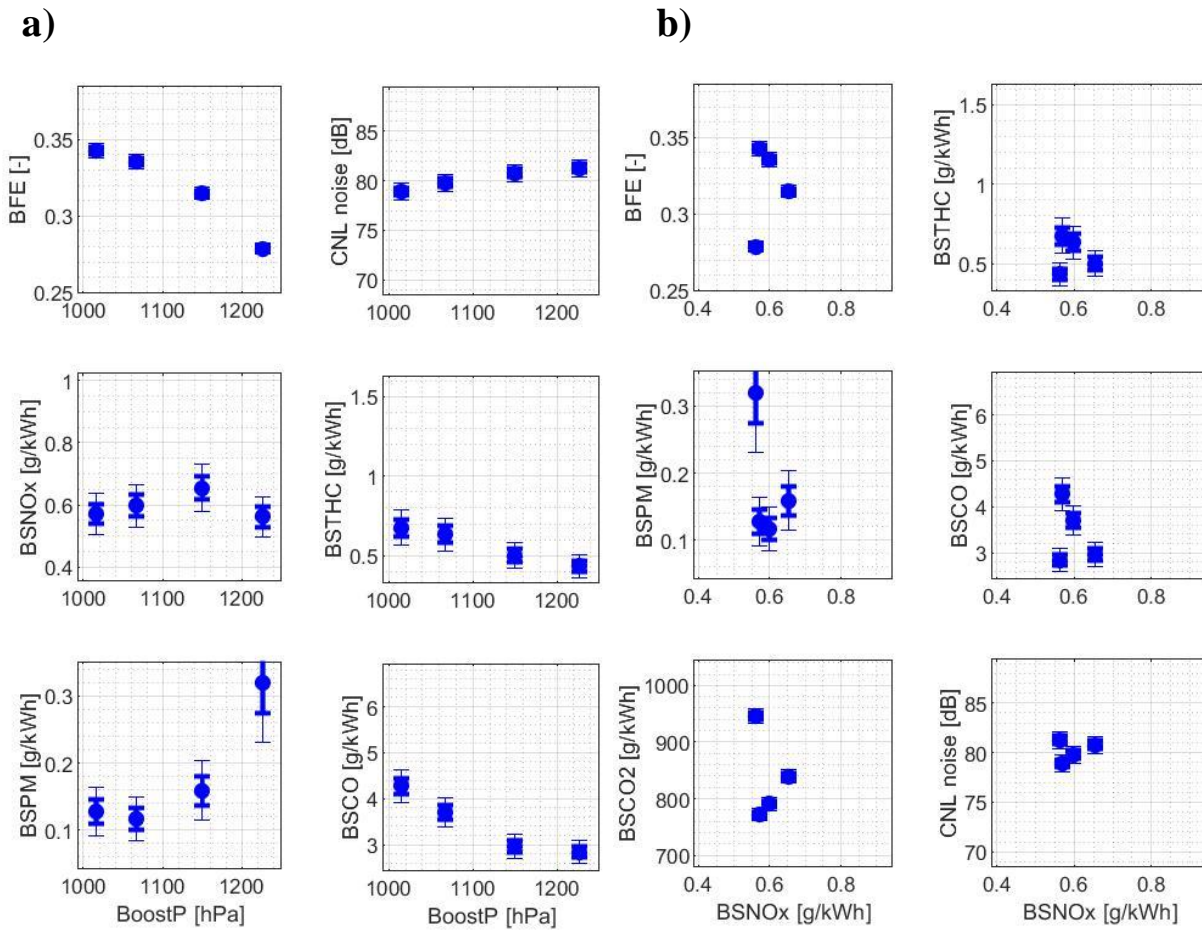 a)
b)
0.35
0.3
0.25
BFE [-]
1000 1100 1200
85
80
75
70
CNL noise [dB]
1000 1100 1200
0.35
0.3
0.25
BFE [-]
0.4 0.6 0.8
1.5
1
0.5
BSTHC [g/kWh]
0.4 0.6 0.8
1
0.8
0.6
0.4
BSNOx [g/kWh]
1000 1100 1200
1.5
1
0.5
BSTHC [g/kWh]
1000 1100 1200
0.3
0.2
0.1
BSPM [g/kWh]
0.4 0.6 0.8
6
5
4
3
BSCO [g/kWh]
0.4 0.6 0.8
0.3
0.2
0.1
BSPM [g/kWh]
1000 1100 1200
BoostP [hPa]
6
5
4
3
BSCO [g/kWh]
1000 1100 1200
BoostP [hPa]
1000
900
800
700
BSCO2 [g/kWh]
0.4 0.6 0.8
BSNOx [g/kWh]
85
80
75
70
CNL noise [dB]
0.4 0.6 0.8
BSNOx [g/kWh]